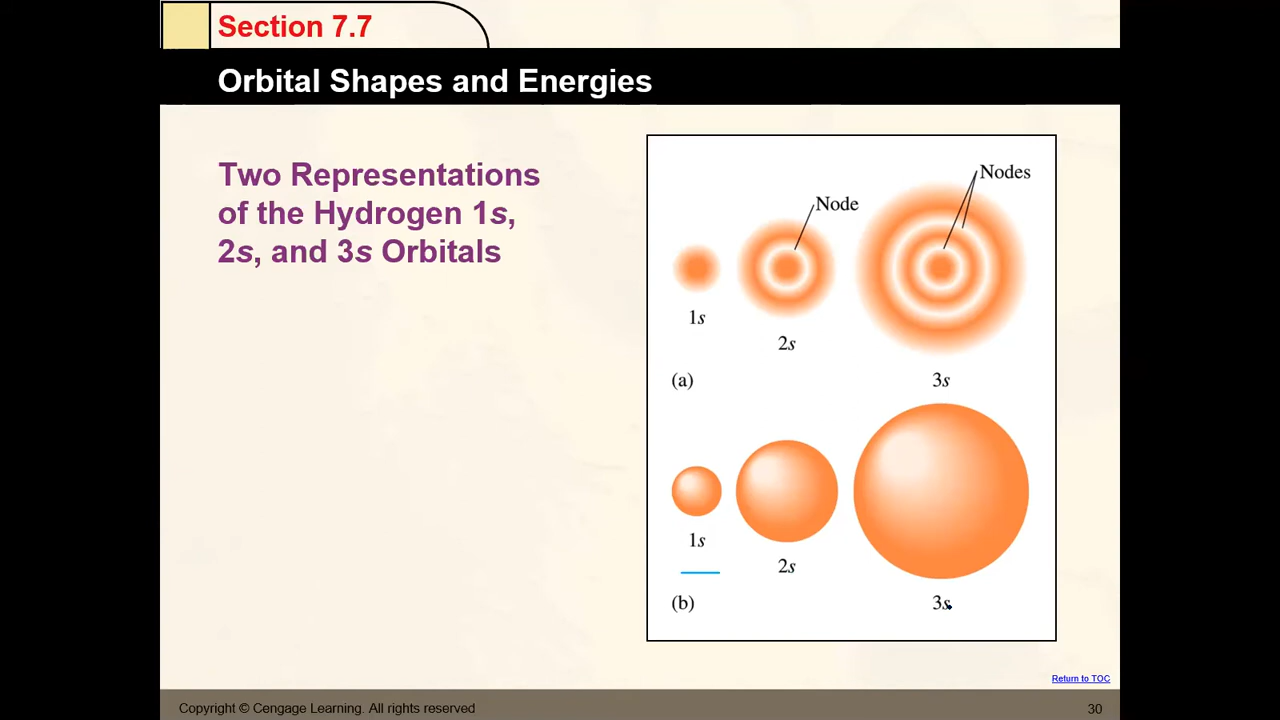 Section 7.7
Orbital Shapes and Energies
Two Representations
of the Hydrogen 1s,
2s, and 3s Orbitals
Nodes
Node
1s
2s
(a)
3s
1s
2s
(b)
3s
Return to TOC
Copyright © Cengage Learning. All rights reserved
30